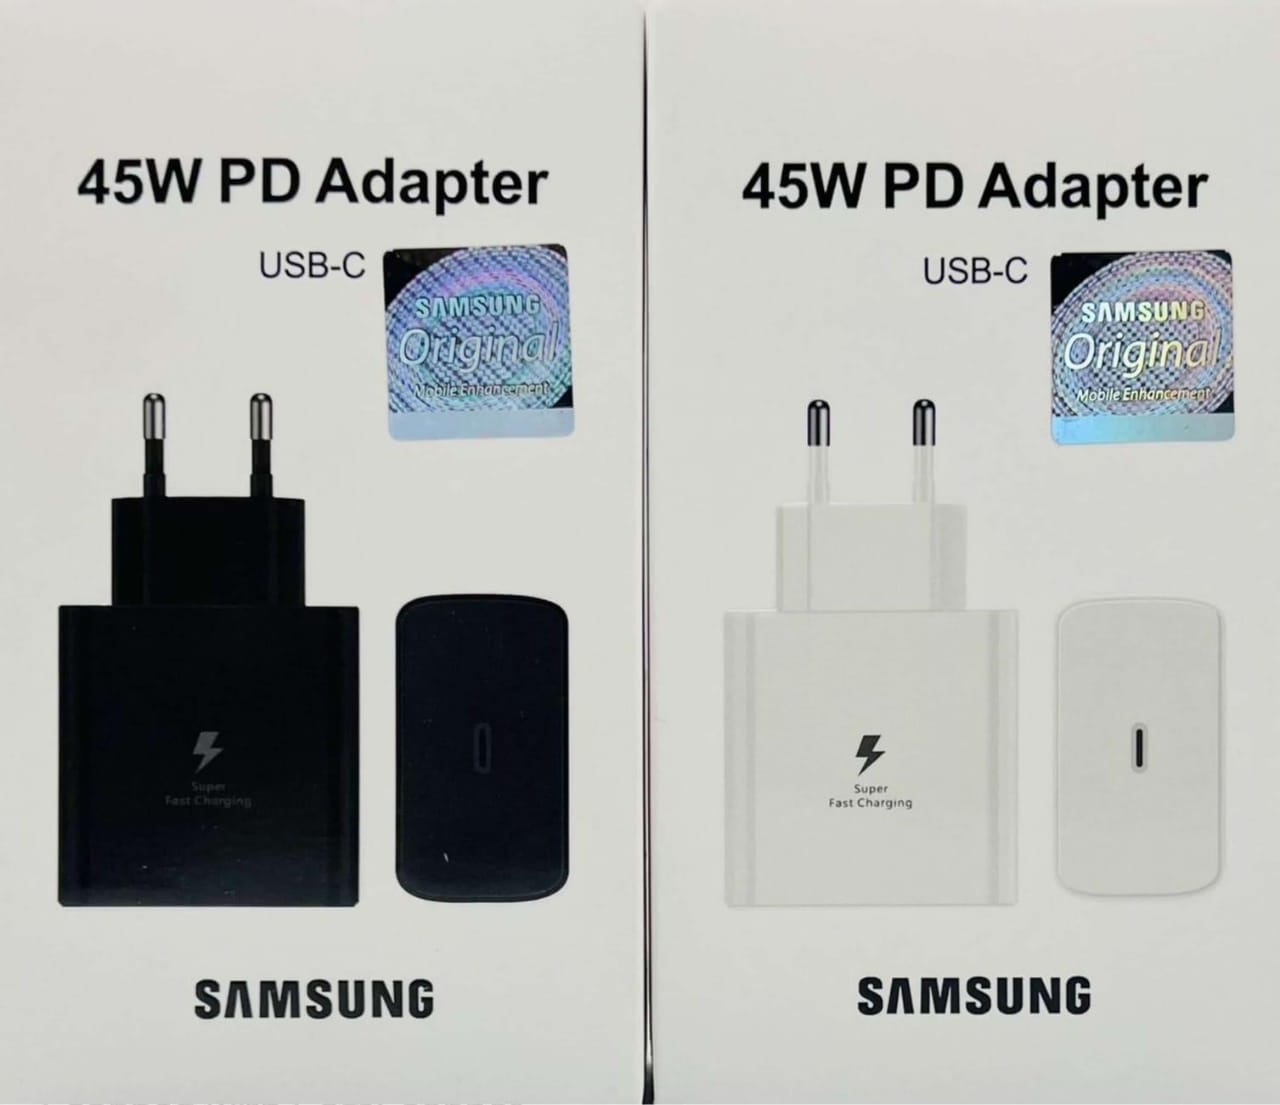 45W PD Adapter
USB-C
SAMSUNG
Original
Mobile Enhancement
Super
Fast Charging
SAMSUNG
45W PD Adapter
USB-C
SAMSUNG
Original
Mobile Enhancement
Super
Fast Charging
SAMSUNG